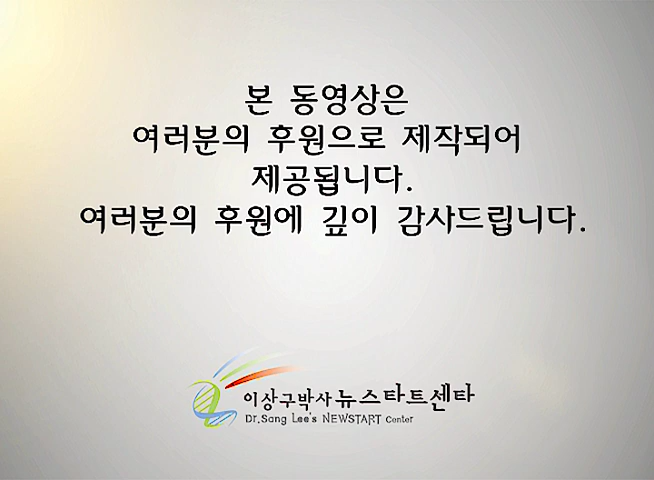 본 동영상은
여러분의 후원으로 제작되어
제공됩니다.
여러분의 후원에 깊이 감사드립니다.
이상구박사뉴스타트센타
Dr.Sang Lee's NEWSTART Center